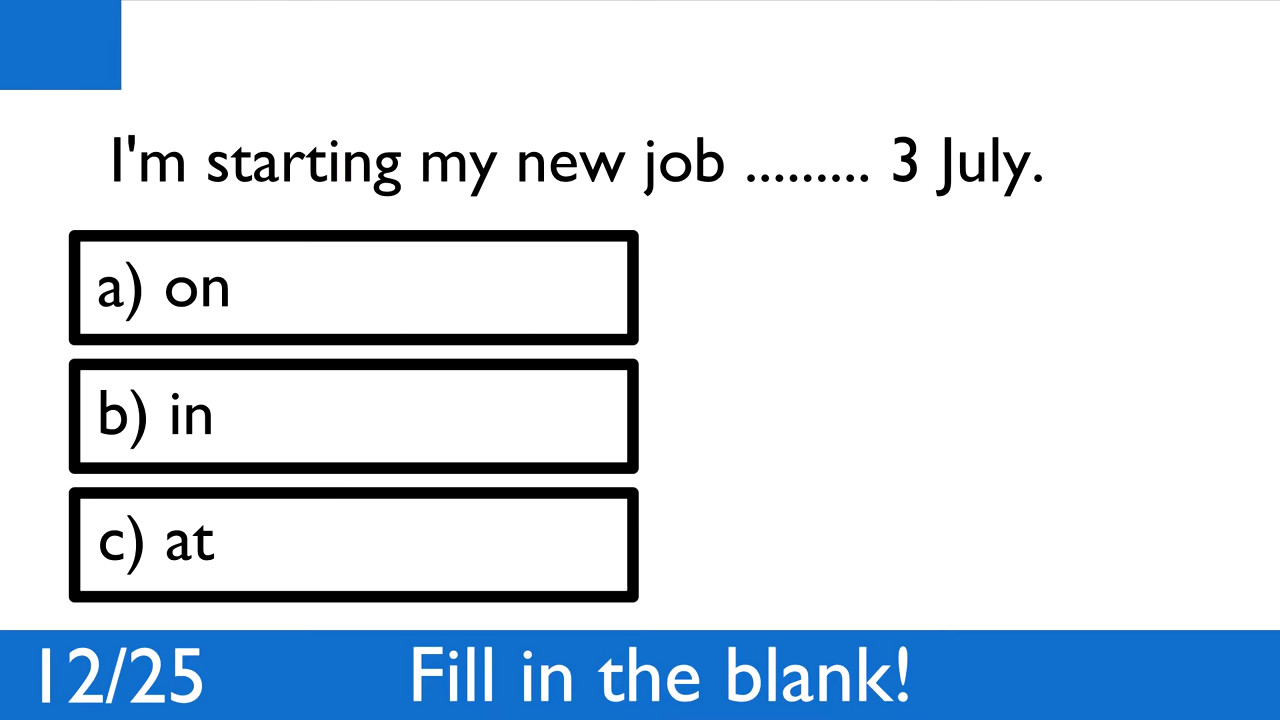 I'm starting my new job ......... 3 July.
a) on
b) in
c) at
12/25
Fill in the blank!